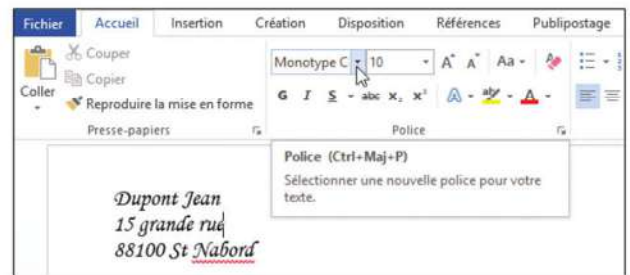 Fichier Accueil Insertion Création Disposition Références Publipostage
Couper
Copier
Coller
Reproduire la mise en forme
Presse-papiers
Monotype C 10 A A Aa
G I S abc x₂ x² A aby A
Police
Police (Ctrl+Maj+P)
Sélectionner une nouvelle police pour votre
texte.
Dupont Jean
15 grande rue
88100 St Nabord